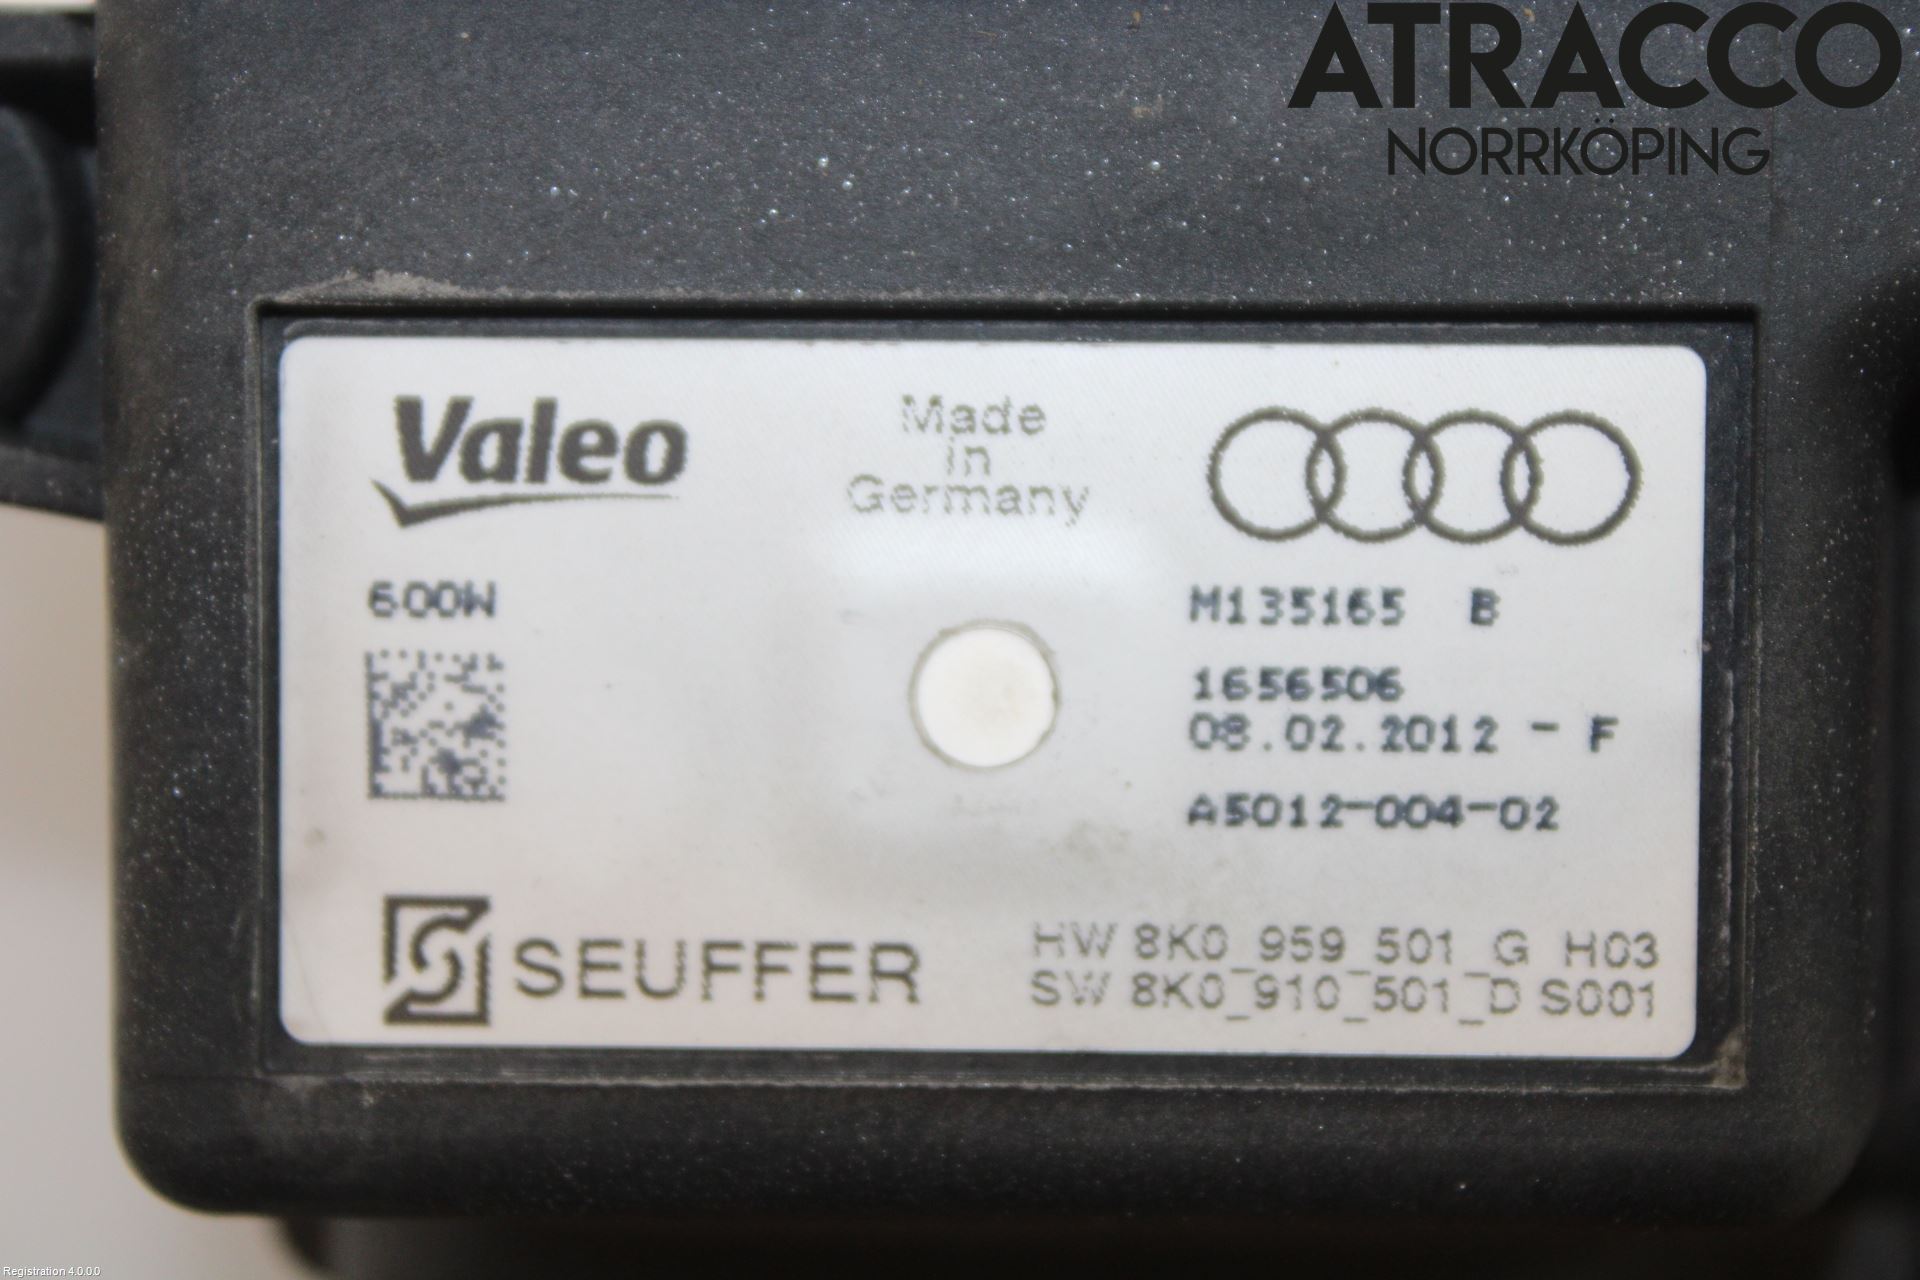 ATRACCO
NORRKÖPING
Valeo
Made
in
Germany
600W
M135165 B
1656506
08.02.2012 - F
A5012-004-02
SEUFFER
HW 8K0_959_501_G H03
SW 8K0_910_501_D S001
Registration 4.0.0.0